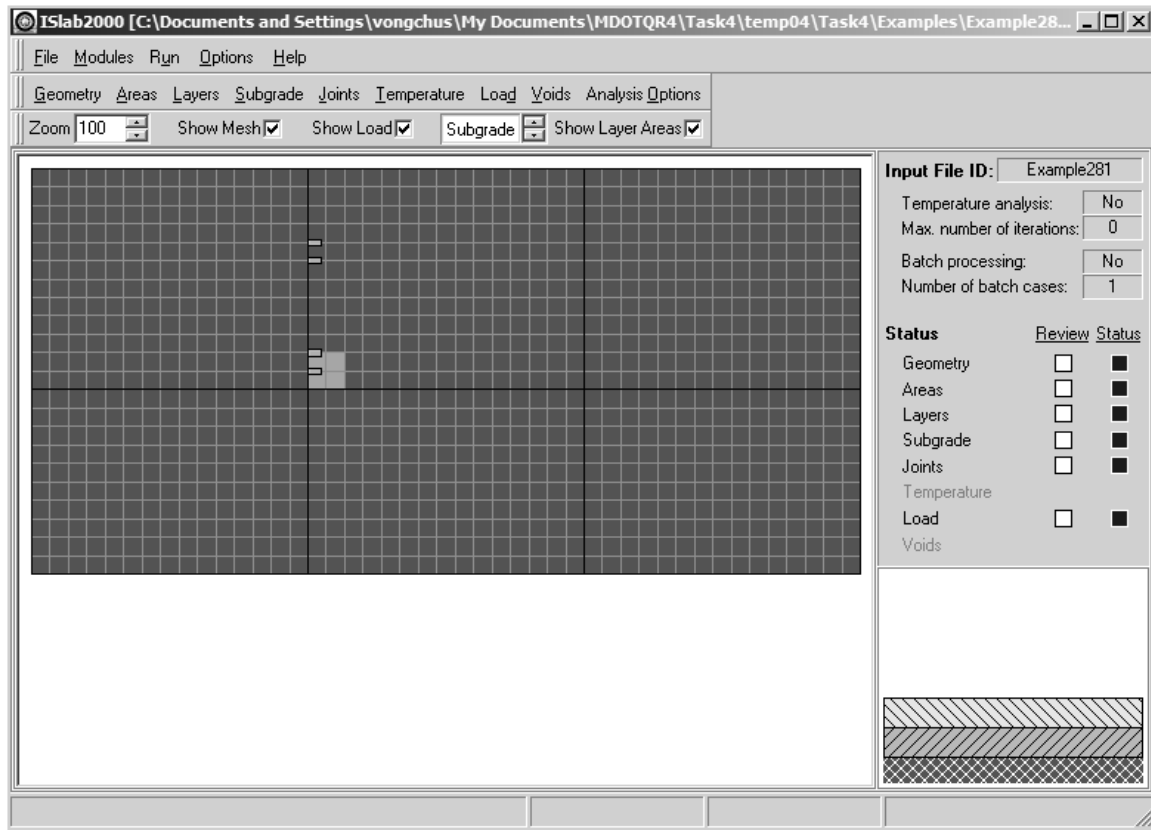 ISlab2000 [C:\Documents and Settings\vongchus\My Documents\MDOTQR4\Task4\temp04\Task4\Examples\Example28...
File Modules Run Options Help
Geometry Areas Layers Subgrade Joints Temperature Load Voids Analysis Options
Zoom 100 Show Mesh Show Load Subgrade Show Layer Areas
Input File ID: Example281
Temperature analysis: No
Max. number of iterations: 0
Batch processing: No
Number of batch cases: 1
Status Review Status
Geometry
Areas
Layers
Subgrade
Joints
Temperature
Load
Voids